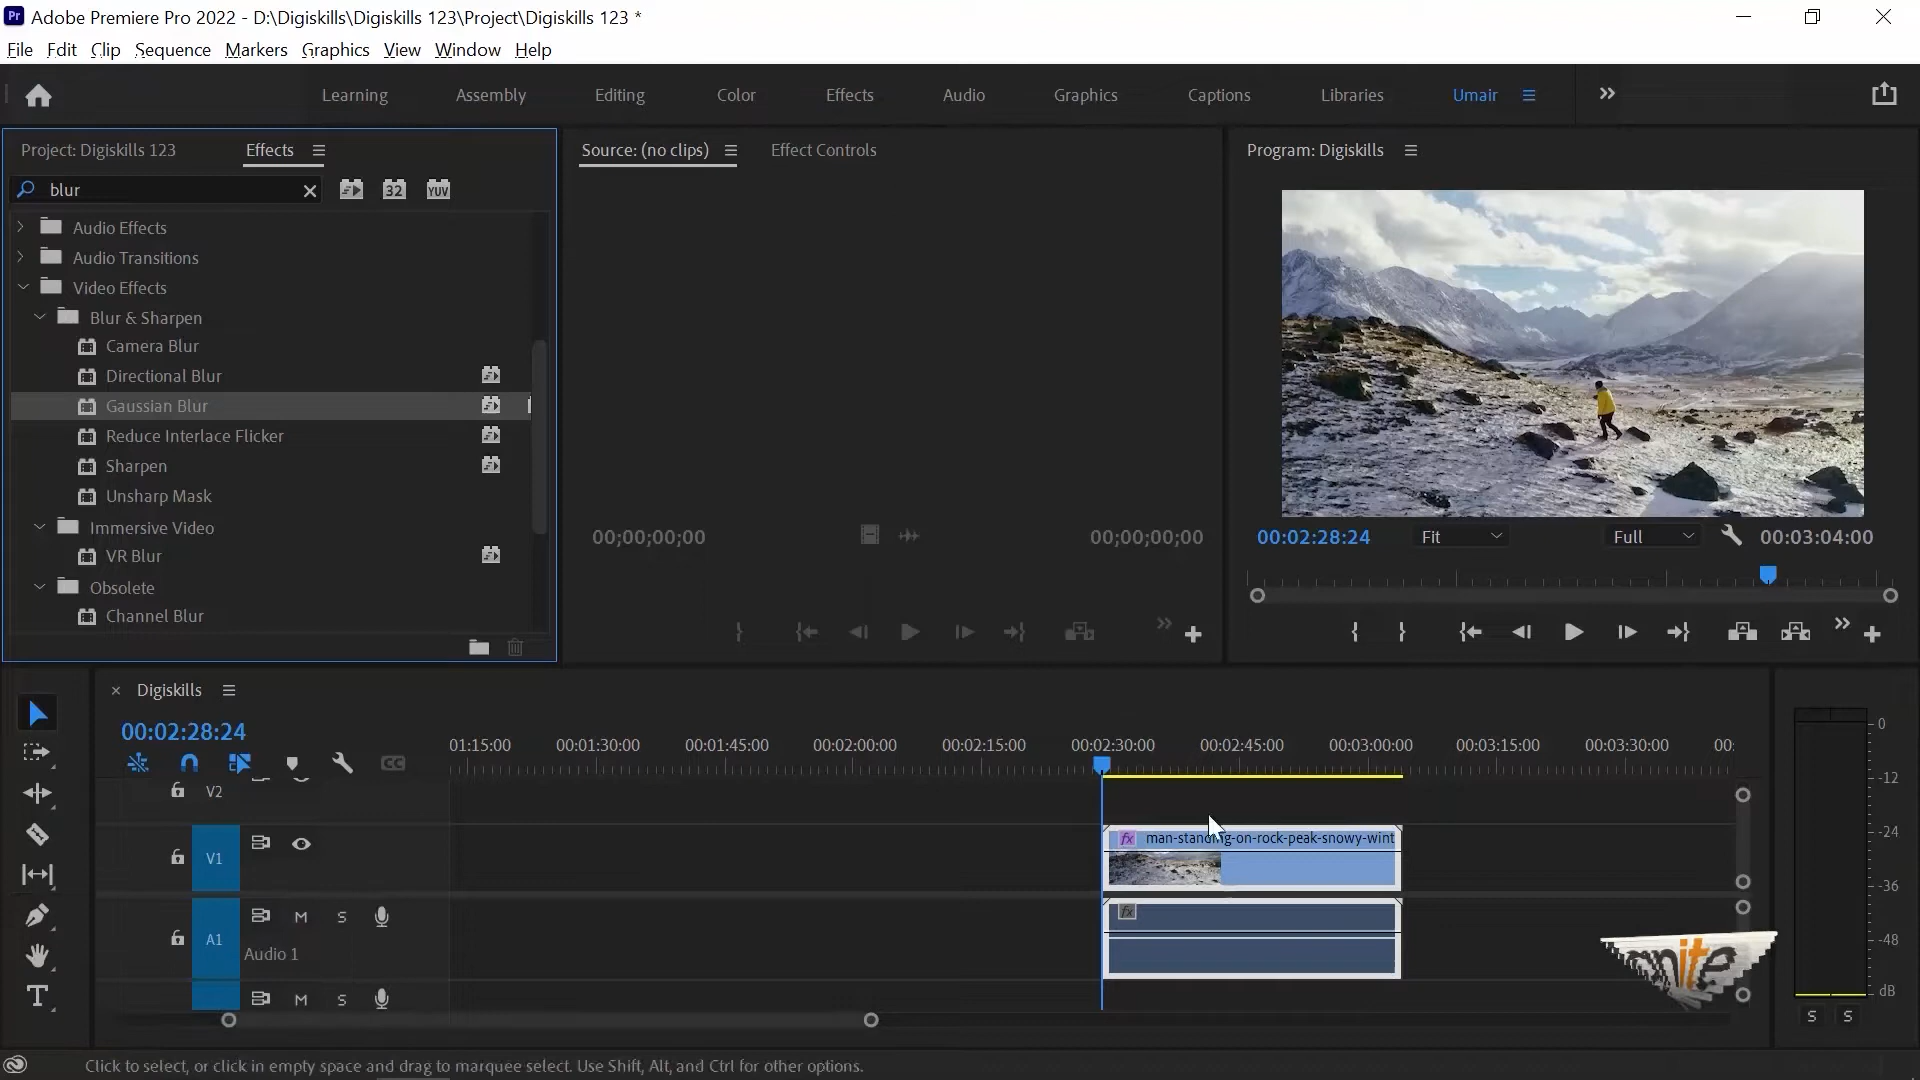 Pr Adobe Premiere Pro 2022 - D:\Digiskills\Digiskills 123\Project\Digiskills 123 *
File Edit Clip Sequence Markers Graphics View Window Help
Learning Assembly Editing Color Effects Audio Graphics Captions Libraries Umair
Project: Digiskills 123 Effects Source: (no clips) Effect Controls Program: Digiskills
blur 32 YUV
Audio Effects
Audio Transitions
Video Effects
Blur & Sharpen
Camera Blur
Directional Blur
Gaussian Blur
Reduce Interlace Flicker
Sharpen
Unsharp Mask
Immersive Video
VR Blur
Obsolete
Channel Blur
00;00;00;00 00;00;00;00 00:02:28:24 Fit Full 00:03:04:00
Digiskills
00:02:28:24
01:15:00 00:01:30:00 00:01:45:00 00:02:00:00 00:02:15:00 00:02:30:00 00:02:45:00 00:03:00:00 00:03:15:00 00:03:30:00 00:
CC
V2
V1 fx man-standing-on-rock-peak-snowy-wint
A1 M S fx
Audio 1
M S
0
-12
-24
-36
-48
dB
S S
Click to select, or click in empty space and drag to marquee select. Use Shift, Alt, and Ctrl for other options.